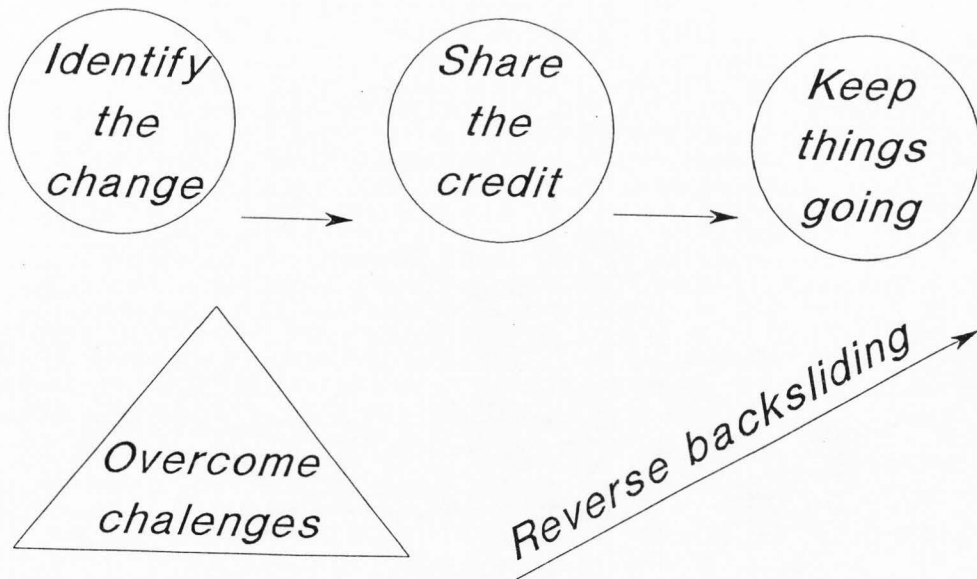 Identify
the
change
Share
the
credit
Keep
things
going
Overcome
chalenges
Reverse backsliding